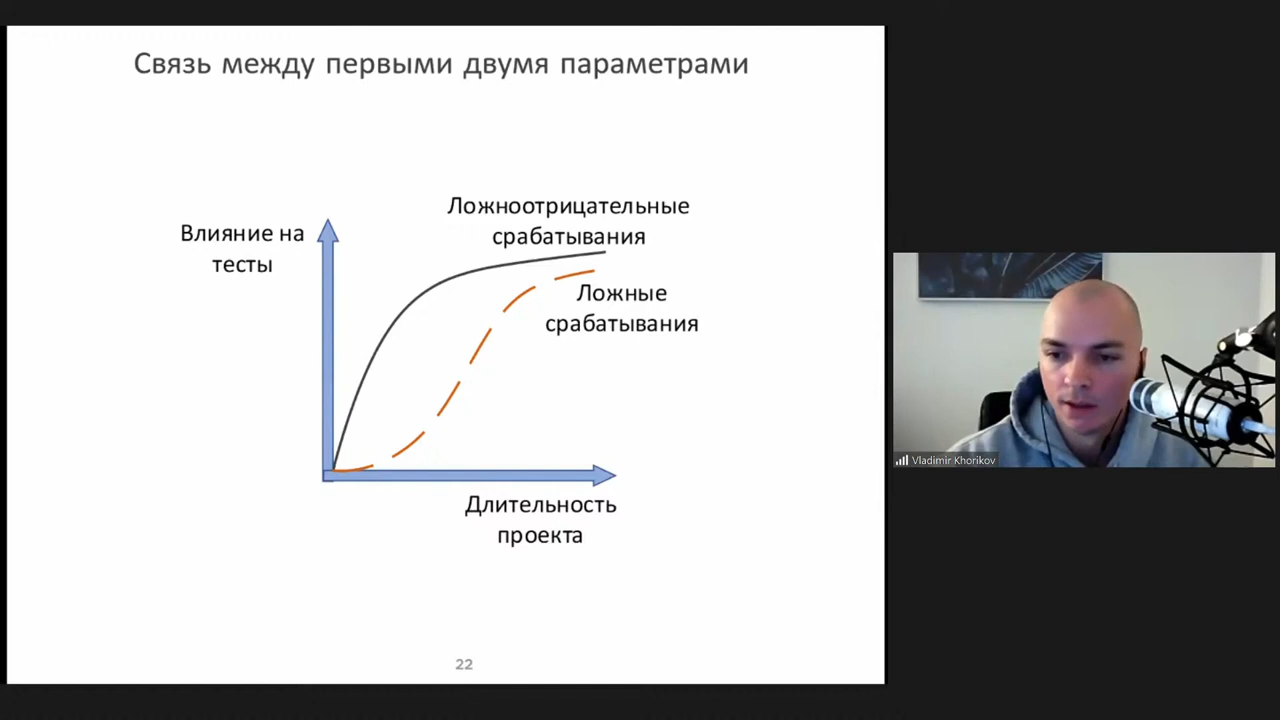 Связь между первыми двумя параметрами
Ложноотрицательные
срабатывания
Влияние на
тесты
Ложные
срабатывания
Длительность
проекта
22
Vladimir Khorikov